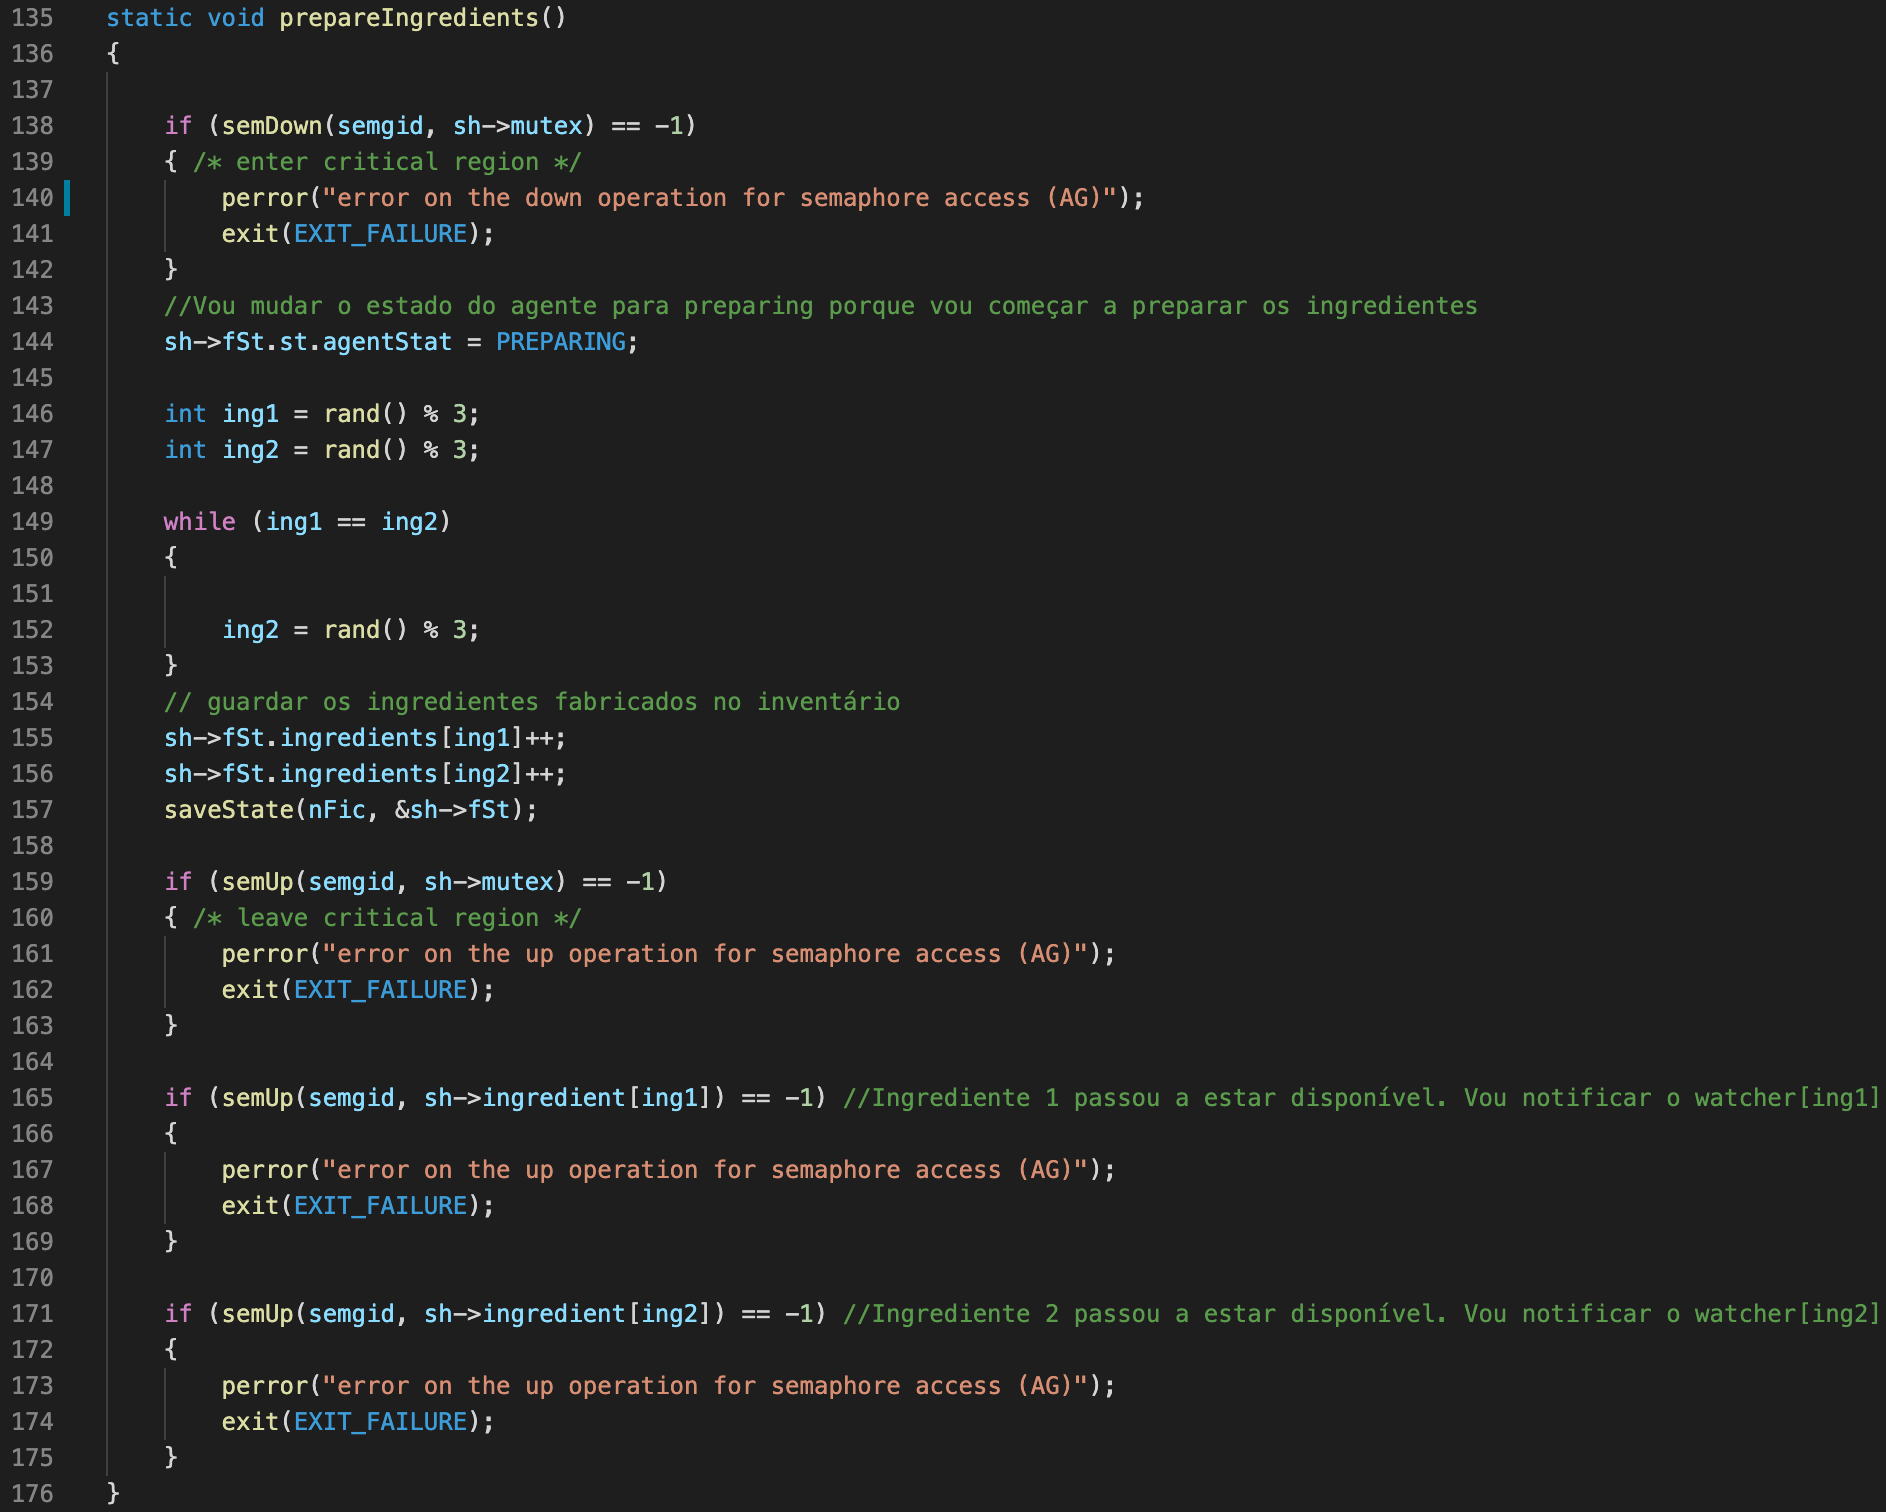 135 static void prepareIngredients()
136 {
137
138     if (semDown(semgid, sh->mutex) == -1)
139     { /* enter critical region */
140         perror("error on the down operation for semaphore access (AG)");
141         exit(EXIT_FAILURE);
142     }
143     //Vou mudar o estado do agente para preparing porque vou começar a preparar os ingredientes
144     sh->fSt.st.agentStat = PREPARING;
145
146     int ing1 = rand() % 3;
147     int ing2 = rand() % 3;
148
149     while (ing1 == ing2)
150     {
151
152         ing2 = rand() % 3;
153     }
154     // guardar os ingredientes fabricados no inventário
155     sh->fSt.ingredients[ing1]++;
156     sh->fSt.ingredients[ing2]++;
157     saveState(nFic, &sh->fSt);
158
159     if (semUp(semgid, sh->mutex) == -1)
160     { /* leave critical region */
161         perror("error on the up operation for semaphore access (AG)");
162         exit(EXIT_FAILURE);
163     }
164
165     if (semUp(semgid, sh->ingredient[ing1]) == -1) //Ingrediente 1 passou a estar disponível. Vou notificar o watcher[ing1]
166     {
167         perror("error on the up operation for semaphore access (AG)");
168         exit(EXIT_FAILURE);
169     }
170
171     if (semUp(semgid, sh->ingredient[ing2]) == -1) //Ingrediente 2 passou a estar disponível. Vou notificar o watcher[ing2]
172     {
173         perror("error on the up operation for semaphore access (AG)");
174         exit(EXIT_FAILURE);
175     }
176 }